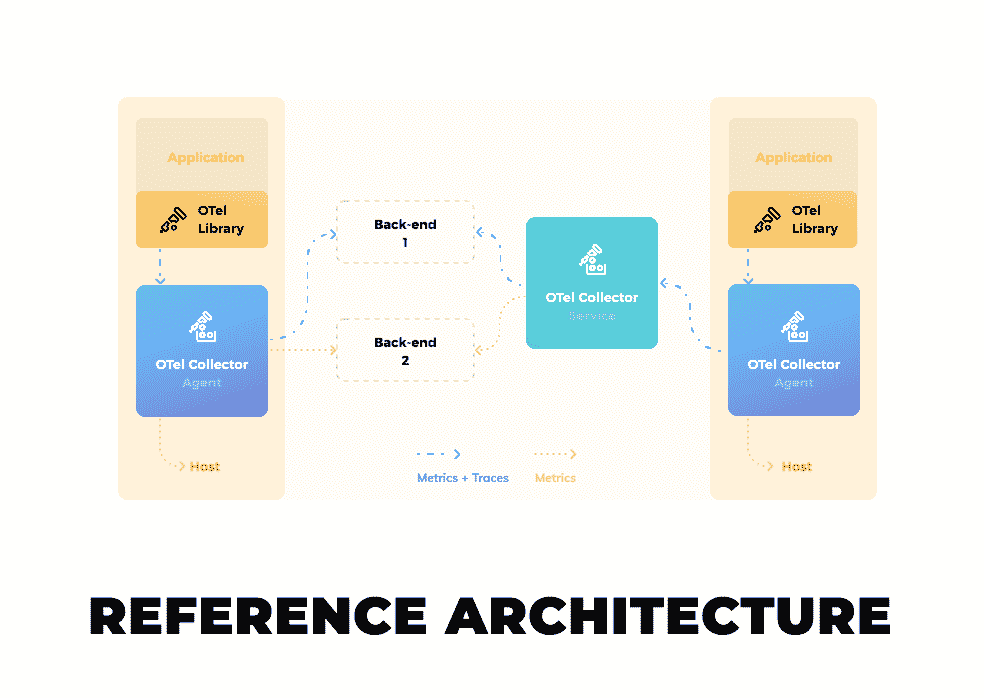 Application
OTel
Library
OTel Collector
Agent
Host
Back-end
1
Back-end
2
OTel Collector
Service
Metrics + Traces
Metrics
Application
OTel
Library
OTel Collector
Agent
Host
REFERENCE ARCHITECTURE